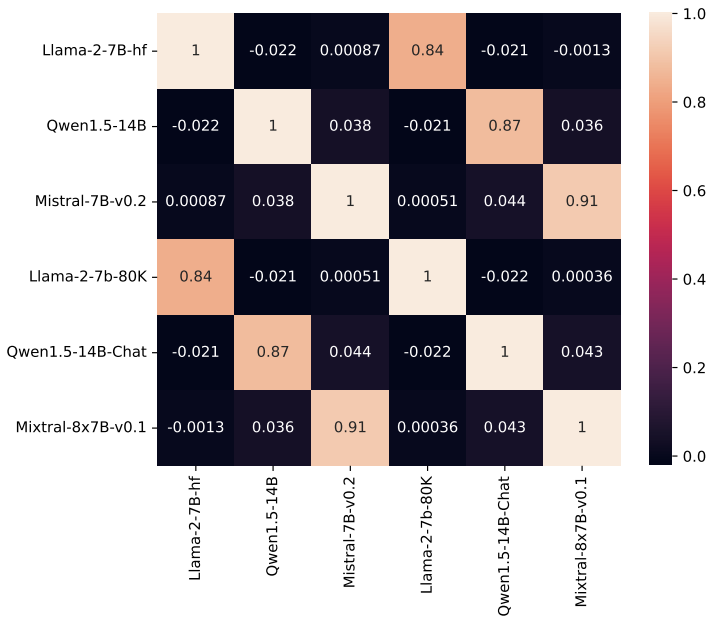 Llama-2-7B-hf 1 -0.022 0.00087 0.84 -0.021 -0.0013
Qwen1.5-14B -0.022 1 0.038 -0.021 0.87 0.036
Mistral-7B-v0.2 0.00087 0.038 1 0.00051 0.044 0.91
Llama-2-7b-80K 0.84 -0.021 0.00051 1 -0.022 0.00036
Qwen1.5-14B-Chat -0.021 0.87 0.044 -0.022 1 0.043
Mixtral-8x7B-v0.1 -0.0013 0.036 0.91 0.00036 0.043 1
Llama-2-7B-hf
Qwen1.5-14B
Mistral-7B-v0.2
Llama-2-7b-80K
Qwen1.5-14B-Chat
Mixtral-8x7B-v0.1
1.0
0.8
0.6
0.4
0.2
0.0